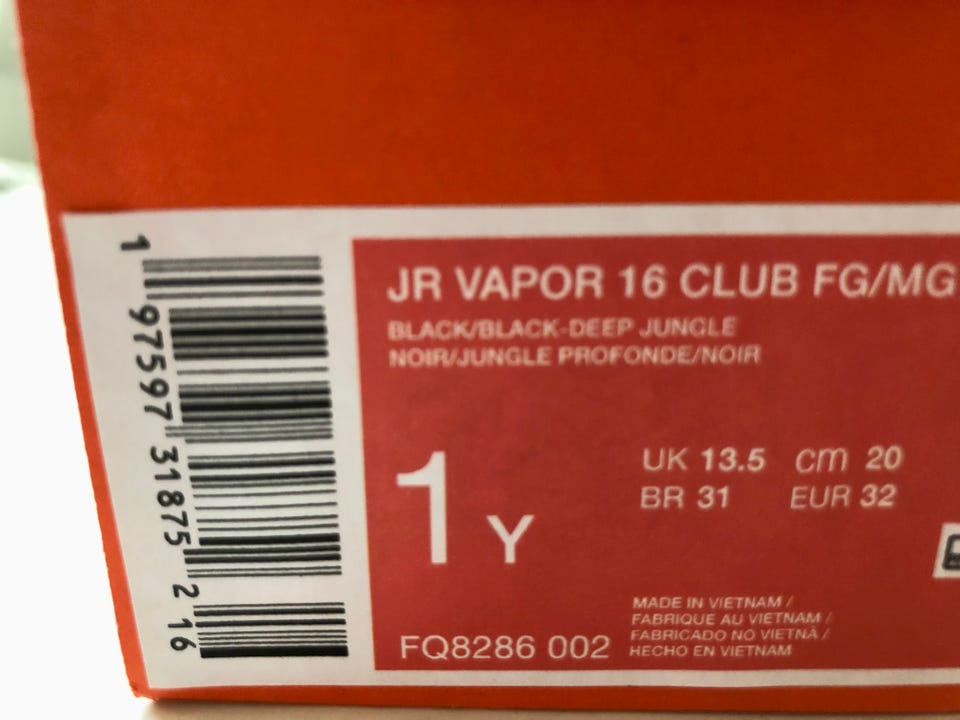 1 97597 31875 2 16
JR VAPOR 16 CLUB FG/MG
BLACK/BLACK-DEEP JUNGLE
NOIR/JUNGLE PROFONDE/NOIR
1 Y
UK 13.5 cm 20
BR 31 EUR 32
FQ8286 002
MADE IN VIETNAM /
FABRIQUE AU VIETNAM /
FABRICADO NO VIETNÃ /
HECHO EN VIETNAM